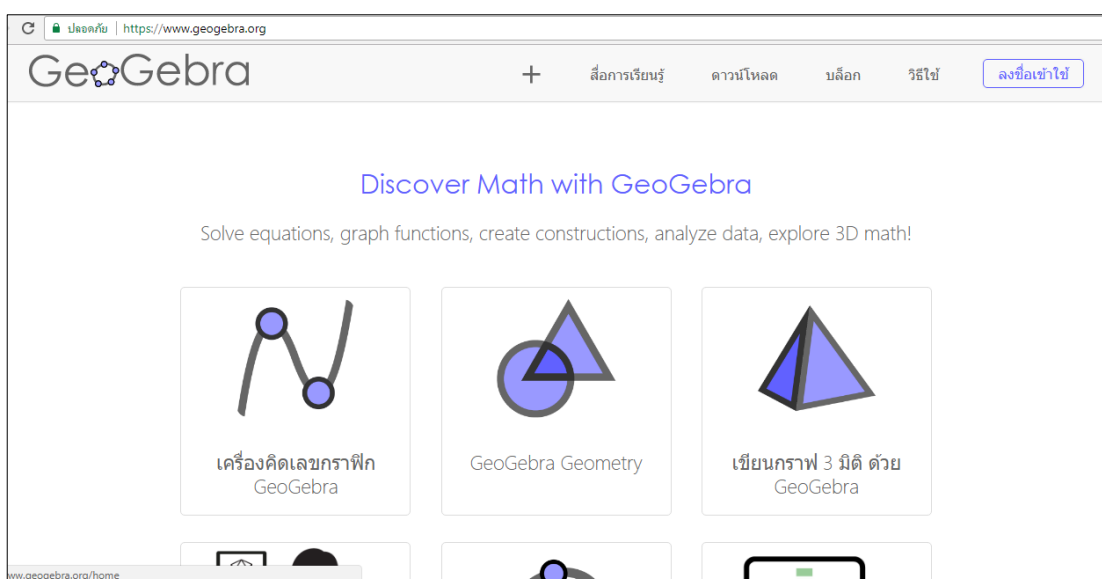 ปลอดภัย | https://www.geogebra.org
GeoGebra
สื่อการเรียนรู้ ดาวน์โหลด บล็อก วิธีใช้ ลงชื่อเข้าใช้
Discover Math with GeoGebra
Solve equations, graph functions, create constructions, analyze data, explore 3D math!
เครื่องคิดเลขกราฟิก
GeoGebra
GeoGebra Geometry
เขียนกราฟ 3 มิติ ด้วย
GeoGebra
ww.geogebra.org/home